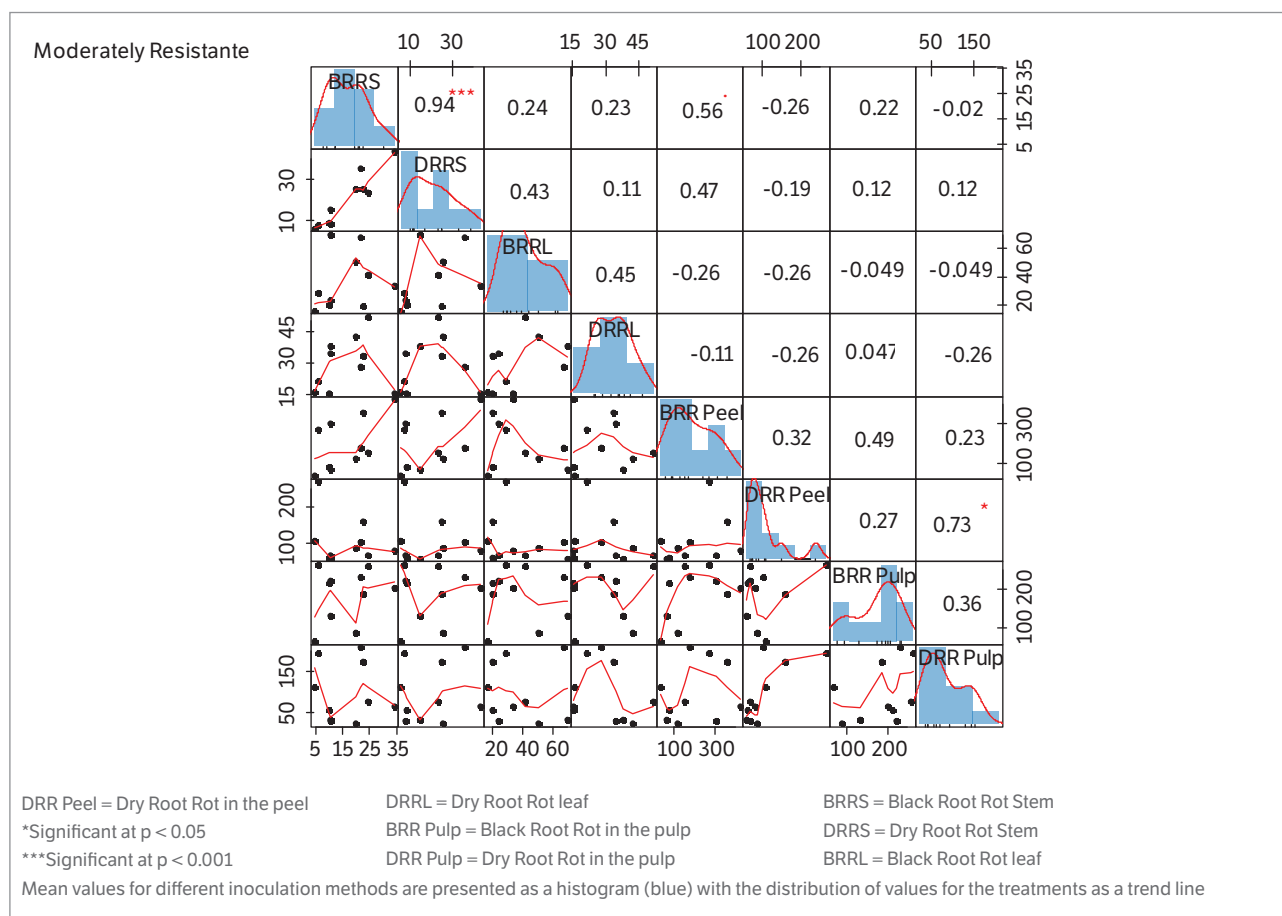 Moderately Resistante
10 30 15 30 45 100 200 50 150
BRRS 0.94*** 0.24 0.23 0.56. -0.26 0.22 -0.02 5 15 25 35
10 30 DRRS 0.43 0.11 0.47 -0.19 0.12 0.12
BRRL 0.45 -0.26 -0.26 -0.049 -0.049 20 40 60
15 30 45 DRRL -0.11 -0.26 0.047 -0.26
BRR Peel 0.32 0.49 0.23 100 300
100 200 DRR Peel 0.27 0.73*
BRR Pulp 0.36 100 200
50 150 DRR Pulp
5 15 25 35 20 40 60 100 300 100 200
DRR Peel = Dry Root Rot in the peel DRRL = Dry Root Rot leaf BRRS = Black Root Rot Stem
*Significant at p < 0.05 BRR Pulp = Black Root Rot in the pulp DRRS = Dry Root Rot Stem
***Significant at p < 0.001 DRR Pulp = Dry Root Rot in the pulp BRRL = Black Root Rot leaf
Mean values for different inoculation methods are presented as a histogram (blue) with the distribution of values for the treatments as a trend line